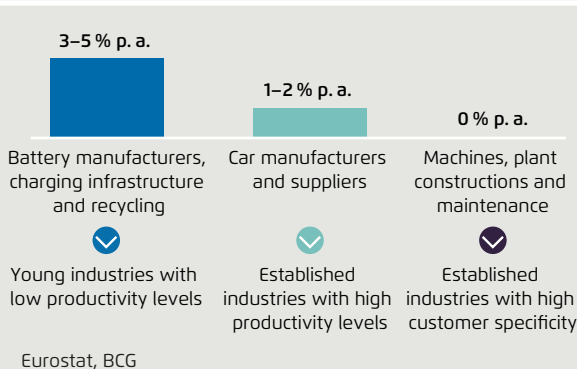 3–5 % p. a.
Battery manufacturers,
charging infrastructure
and recycling
Young industries with
low productivity levels
1–2 % p. a.
Car manufacturers
and suppliers
Established
industries with high
productivity levels
0 % p. a.
Machines, plant
constructions and
maintenance
Established
industries with high
customer specificity
Eurostat, BCG